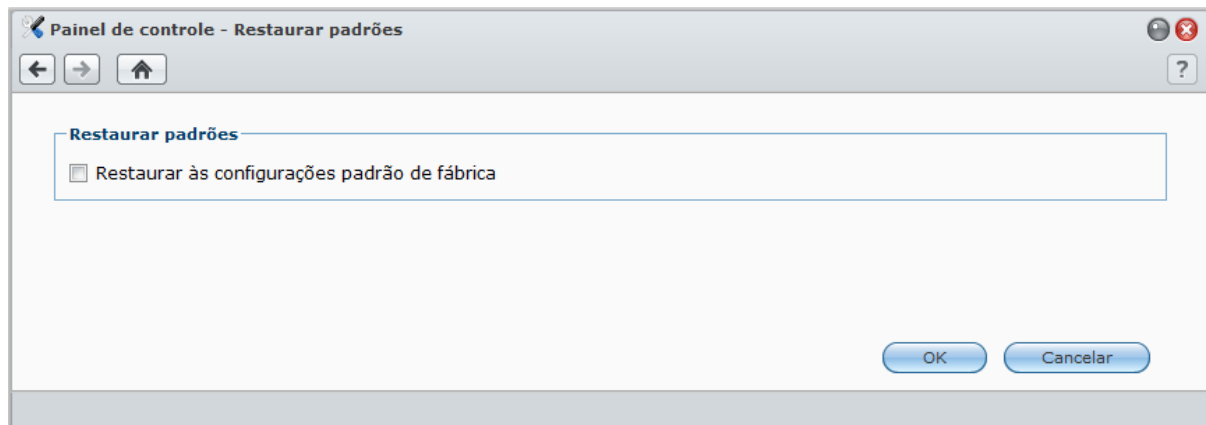 Painel de controle - Restaurar padrões
?
Restaurar padrões
Restaurar às configurações padrão de fábrica
OK
Cancelar